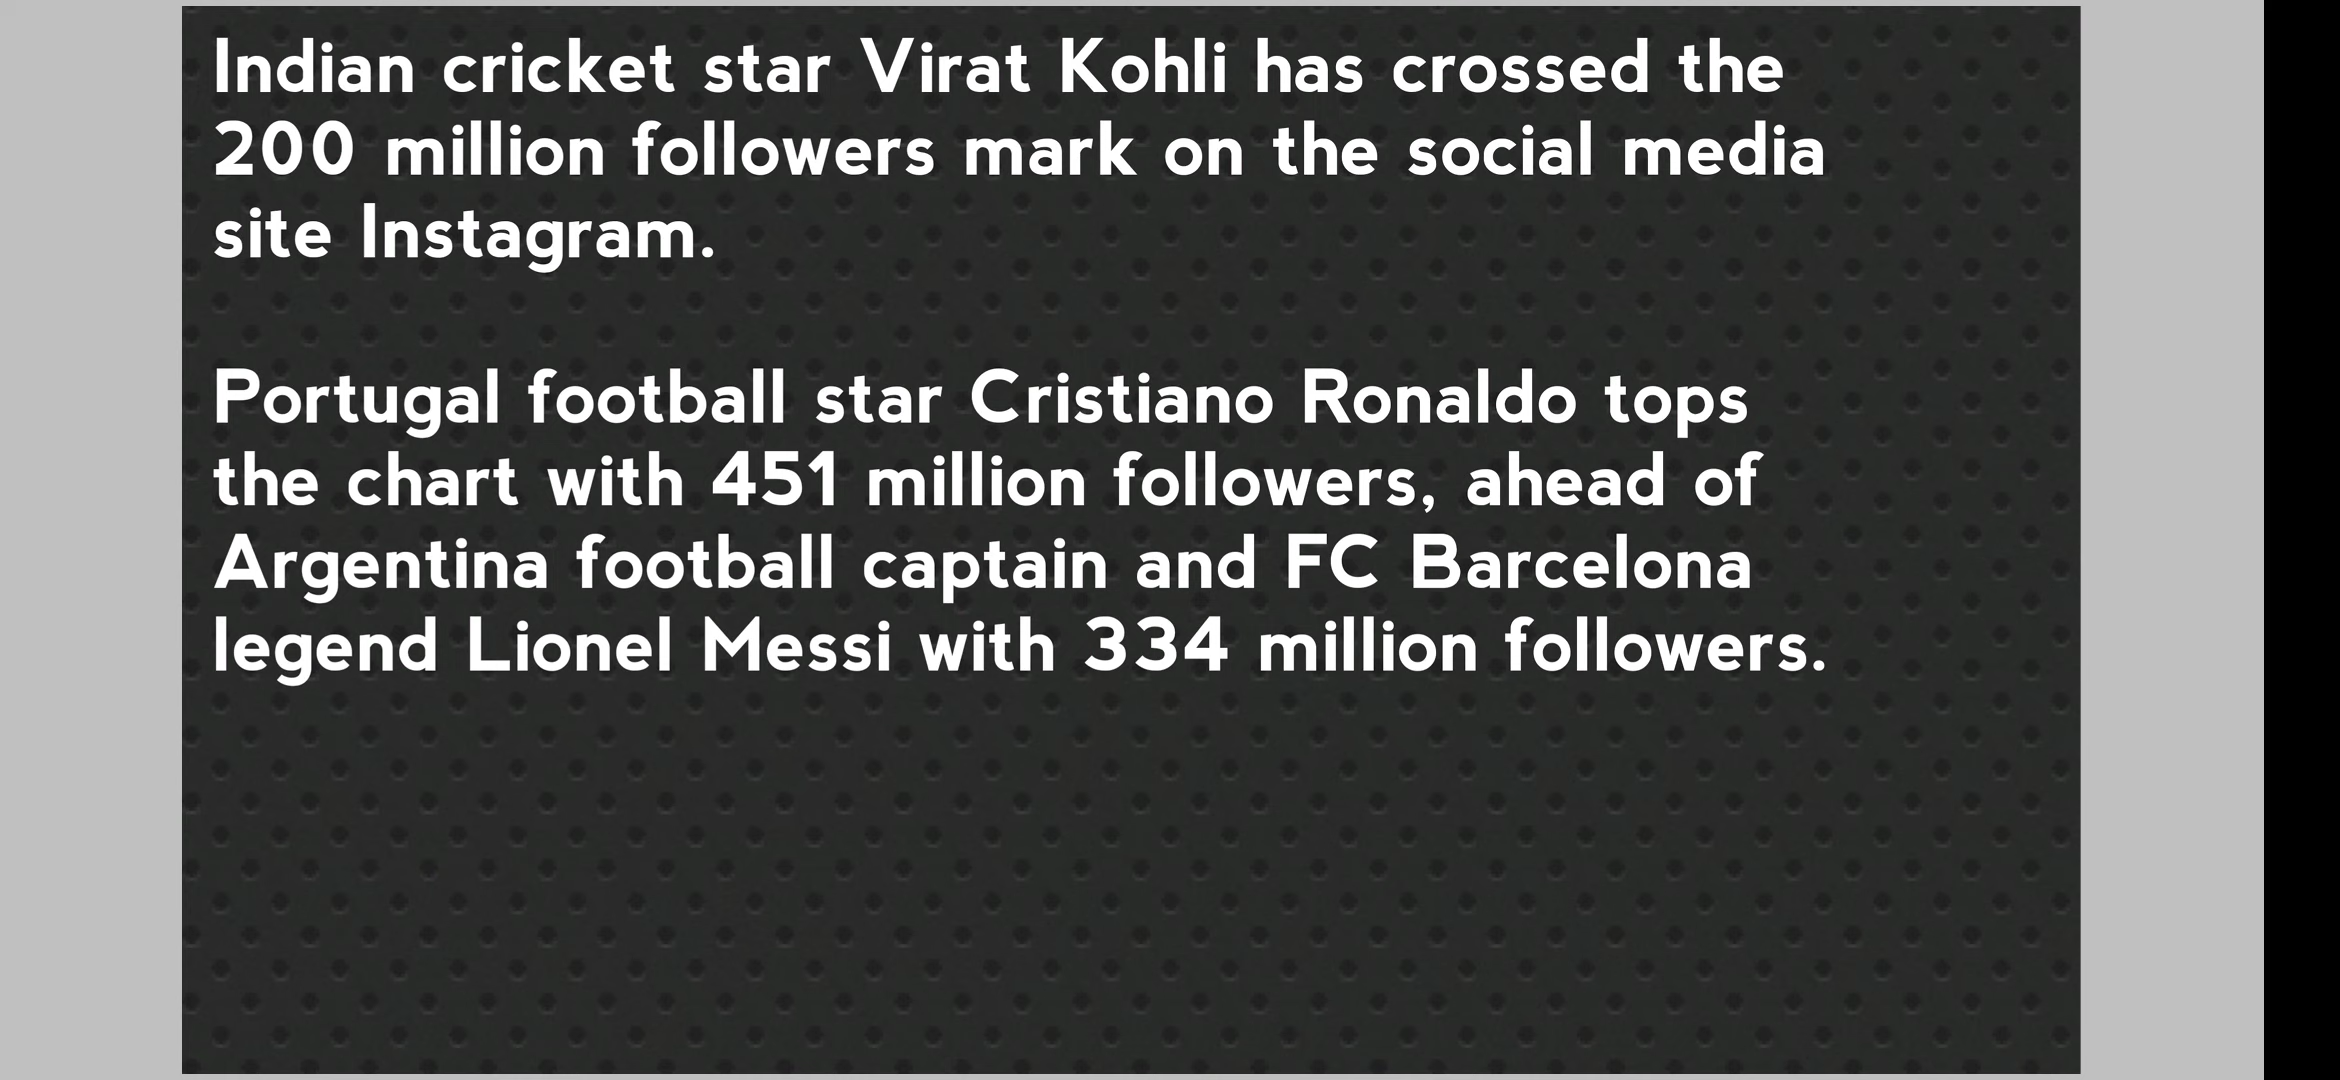 Indian cricket star Virat Kohli has crossed the
200 million followers mark on the social media
site Instagram.
Portugal football star Cristiano Ronaldo tops
the chart with 451 million followers, ahead of
Argentina football captain and FC Barcelona
legend Lionel Messi with 334 million followers.